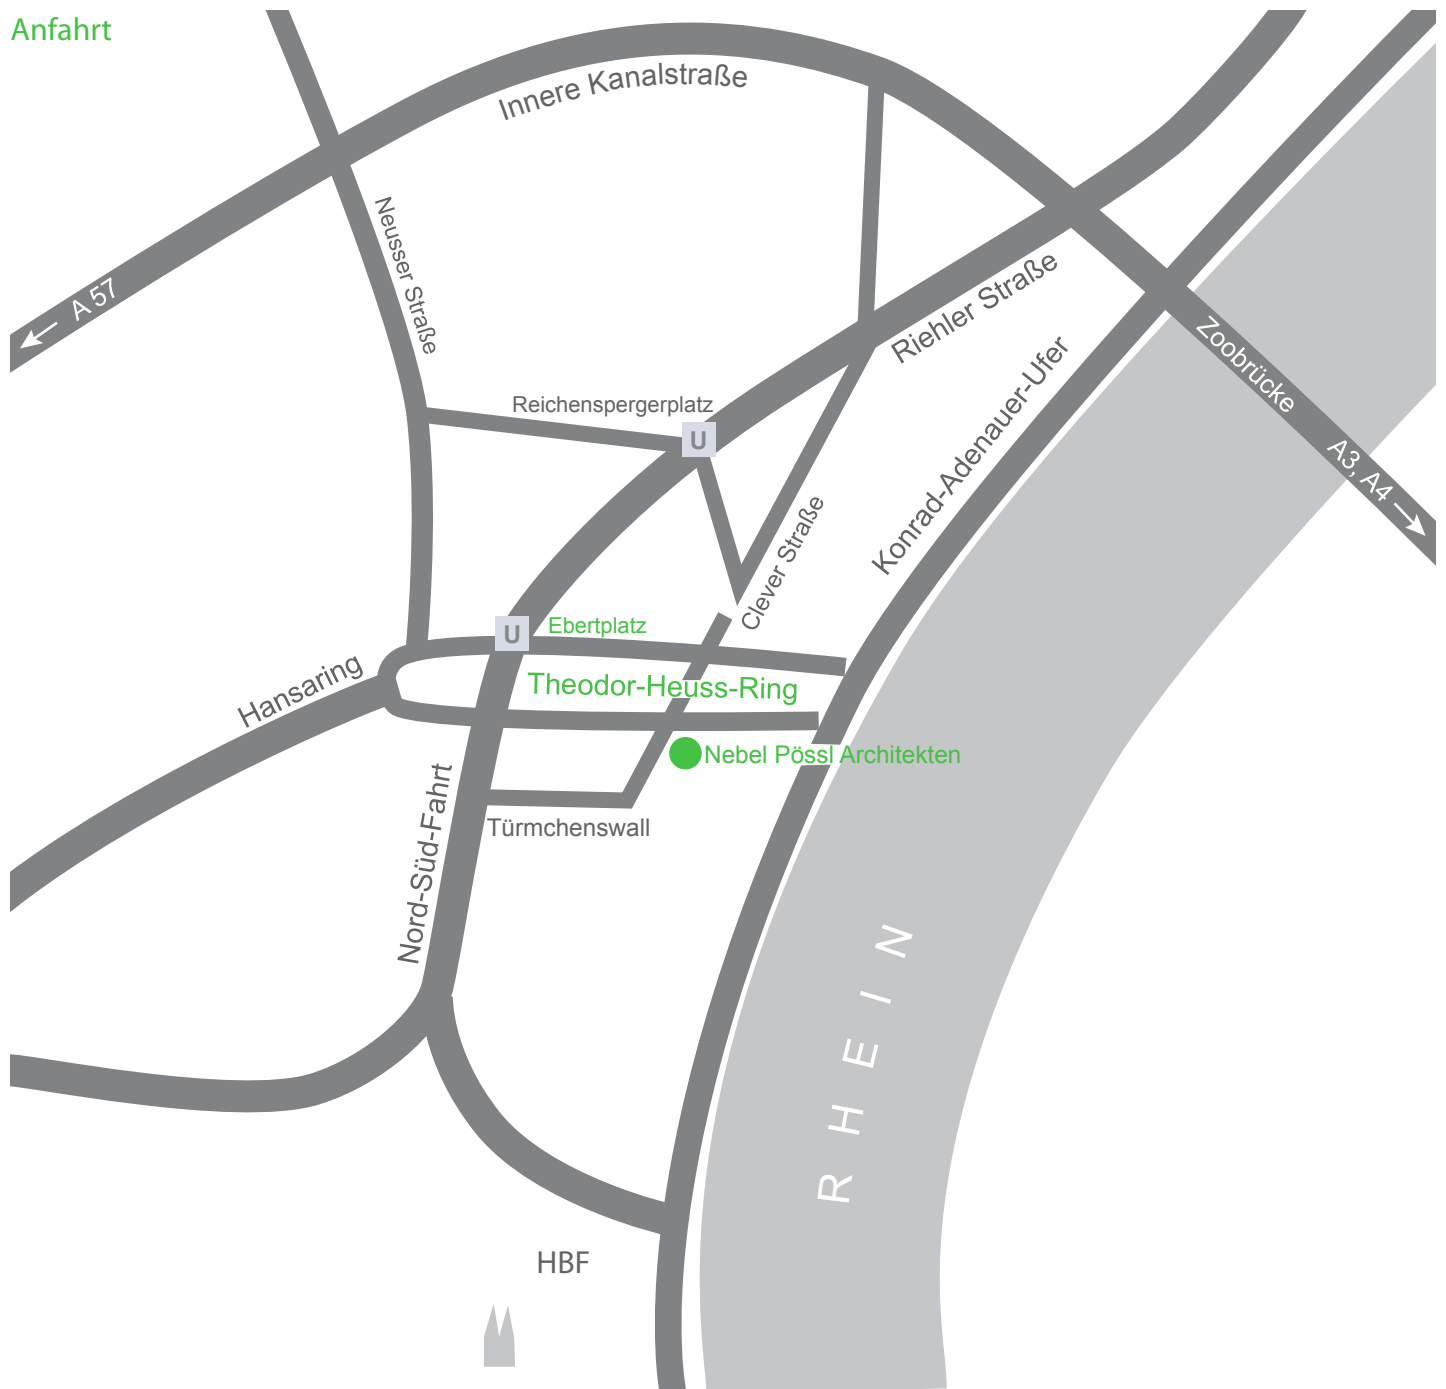 Anfahrt
Innere Kanalstraße
Neusser Straße
A 57
Riehler Straße
Zoobrücke
Konrad-Adenauer-Ufer
Reichenspergerplatz
U
A3, A4
Clever Straße
U
Ebertplatz
Hansaring
Theodor-Heuss-Ring
Nebel Pössl Architekten
Nord-Süd-Fahrt
Türmchenswall
RHEIN
HBF